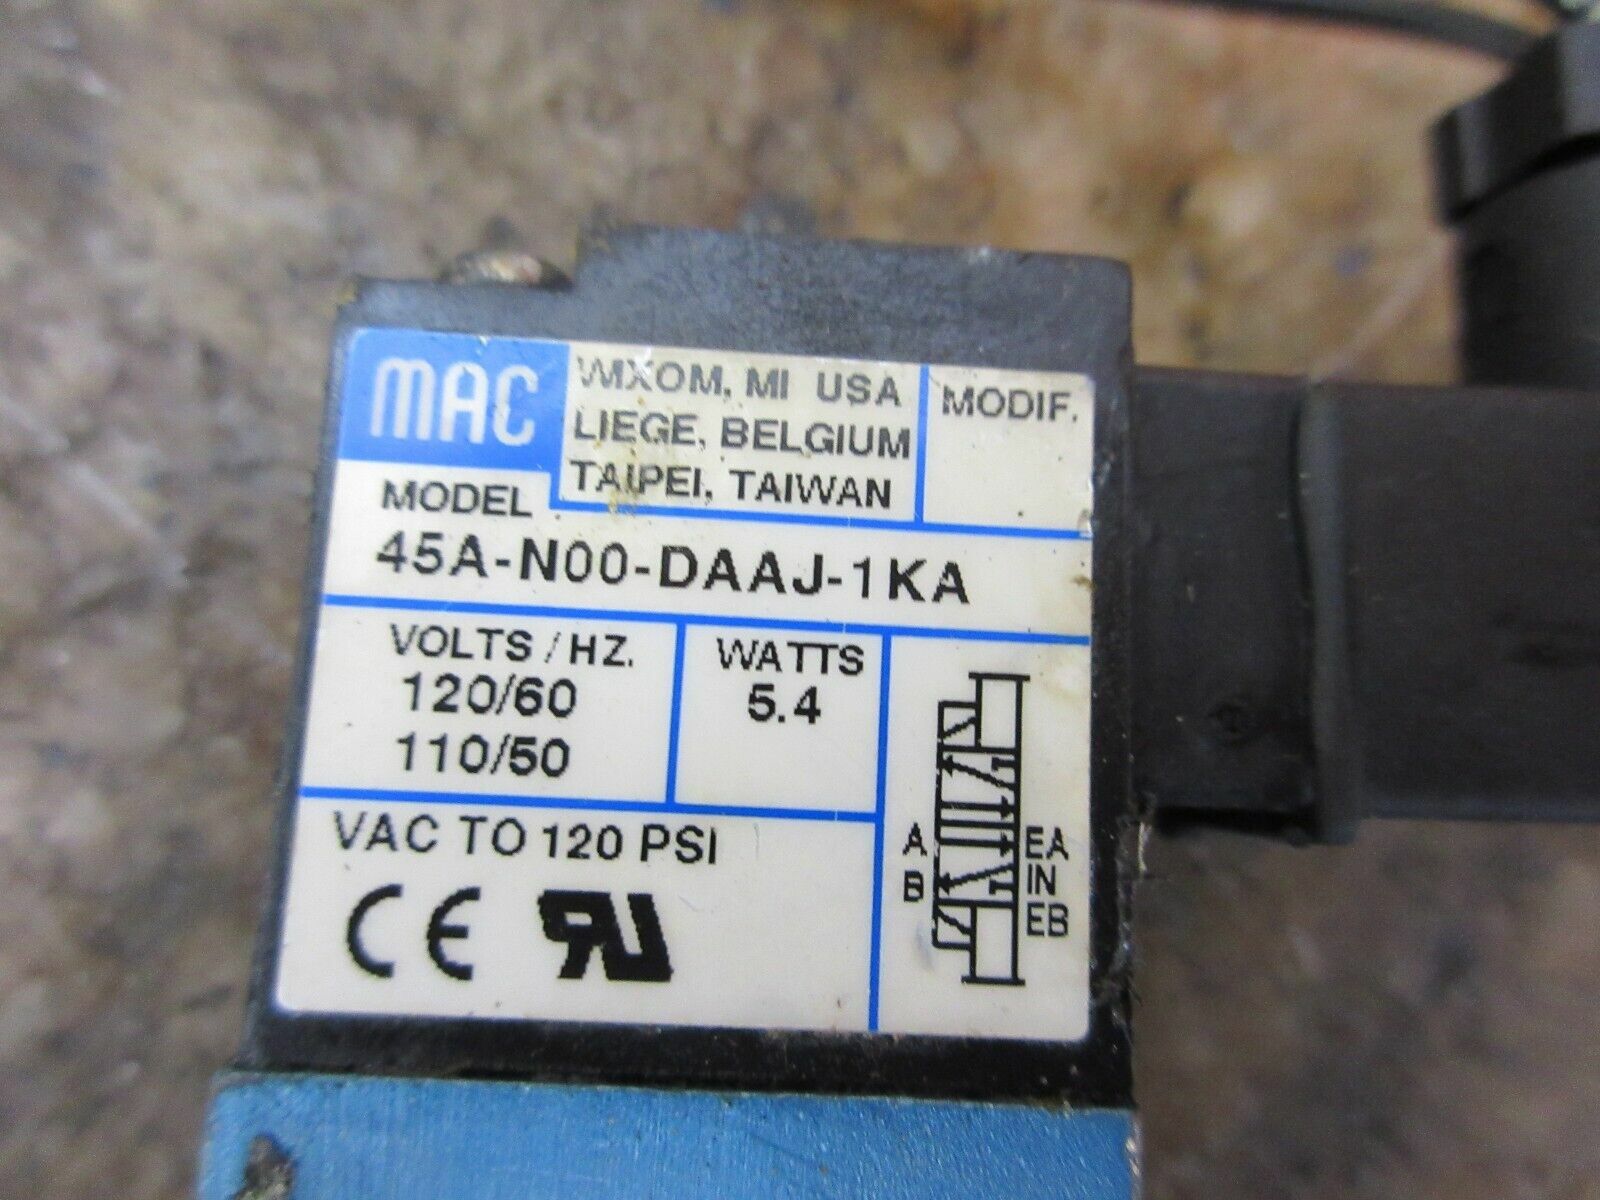 MAC
WIXOM, MI USA
LIEGE, BELGIUM
TAIPEI, TAIWAN
MODIF.
MODEL
45A-N00-DAAJ-1KA
VOLTS / HZ.
120/60
110/50
WATTS
5.4
VAC TO 120 PSI
CE RU
A
B
EA
IN
EB